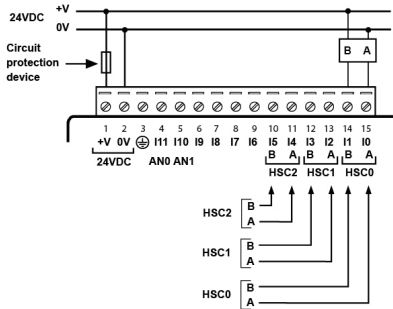 24VDC
+V
0V
Circuit
protection
device
B A
1 2 3 4 5 6 7 8 9 10 11 12 13 14 15
+V 0V I11 I10 I9 I8 I7 I6 I5 I4 I3 I2 I1 I0
B A B A B A
24VDC AN0 AN1 HSC2 HSC1 HSC0
HSC2 B
A
HSC1 B
A
HSC0 B
A